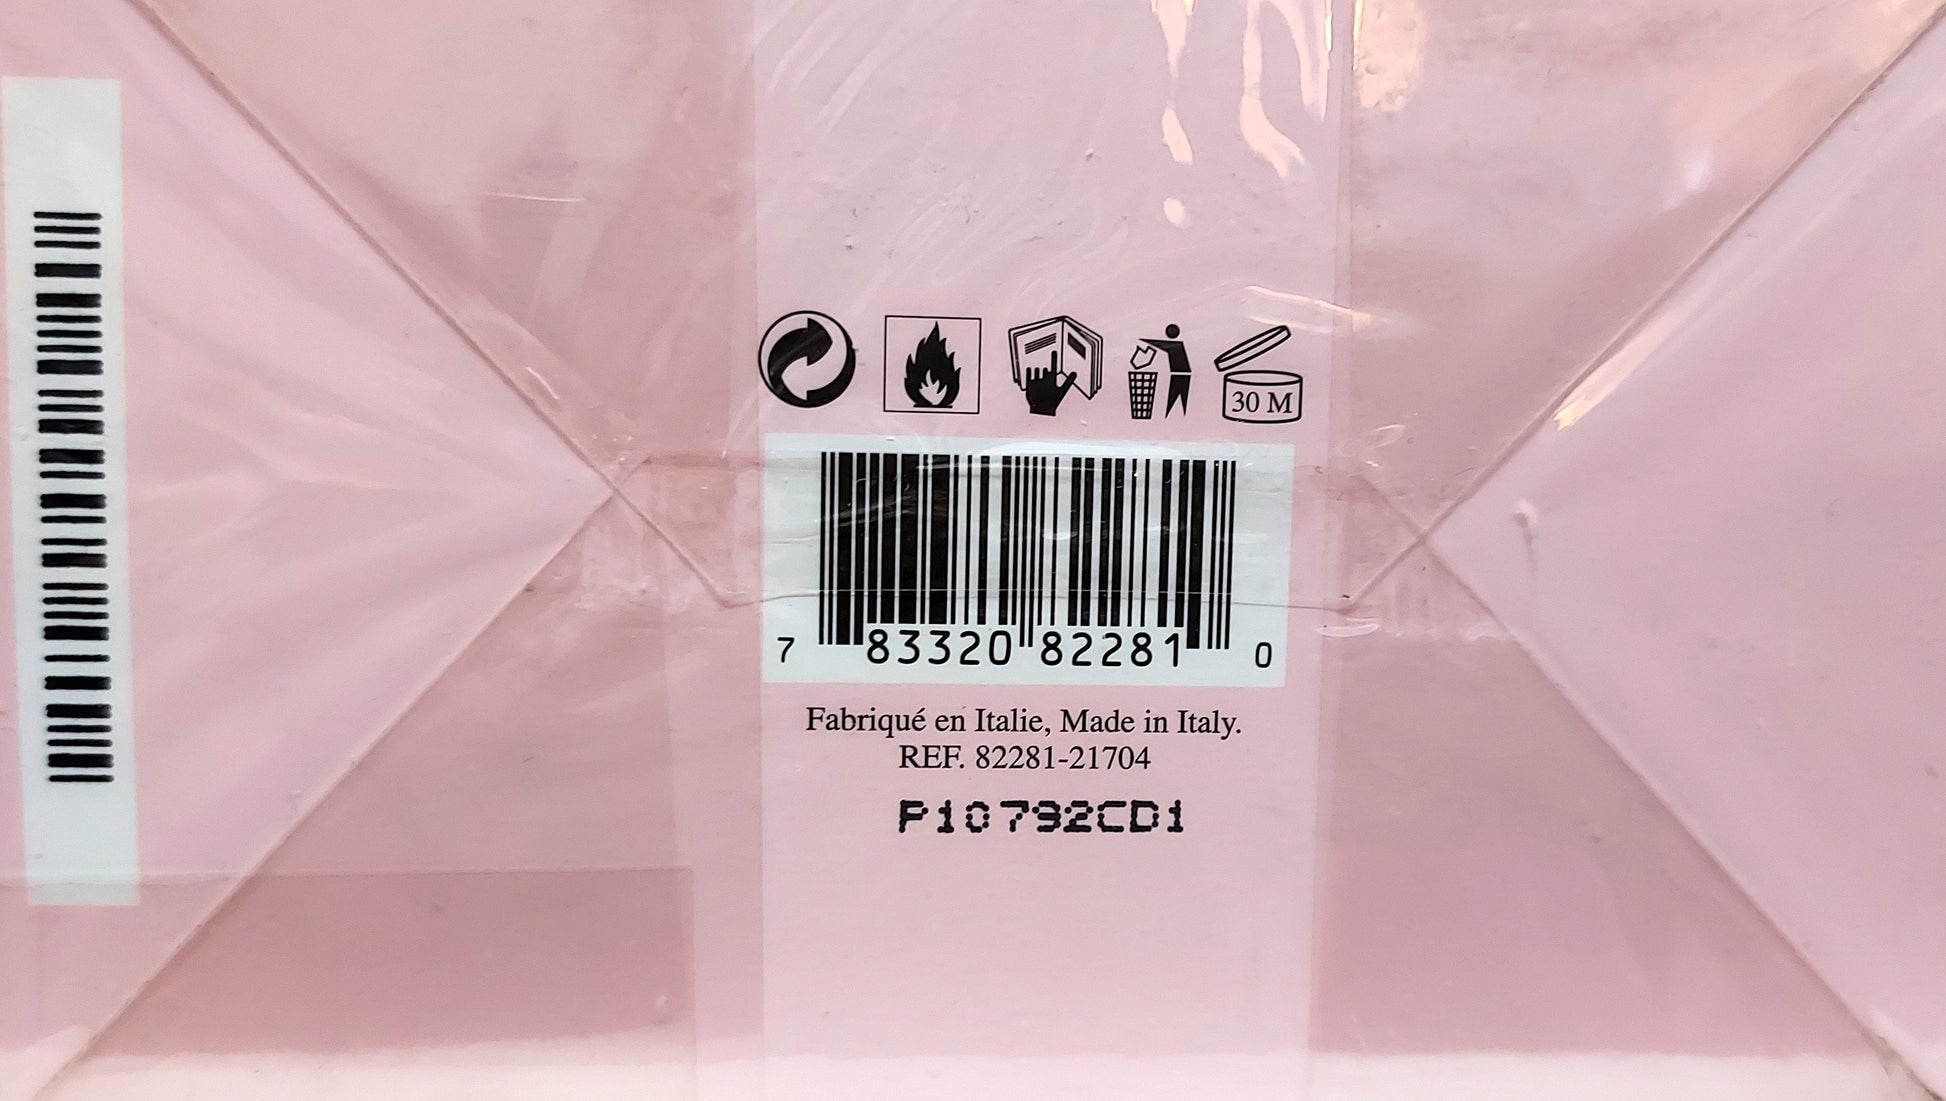 30 M
7 83320 82281 0
Fabriqué en Italie, Made in Italy.
REF. 82281-21704
P10792CD1